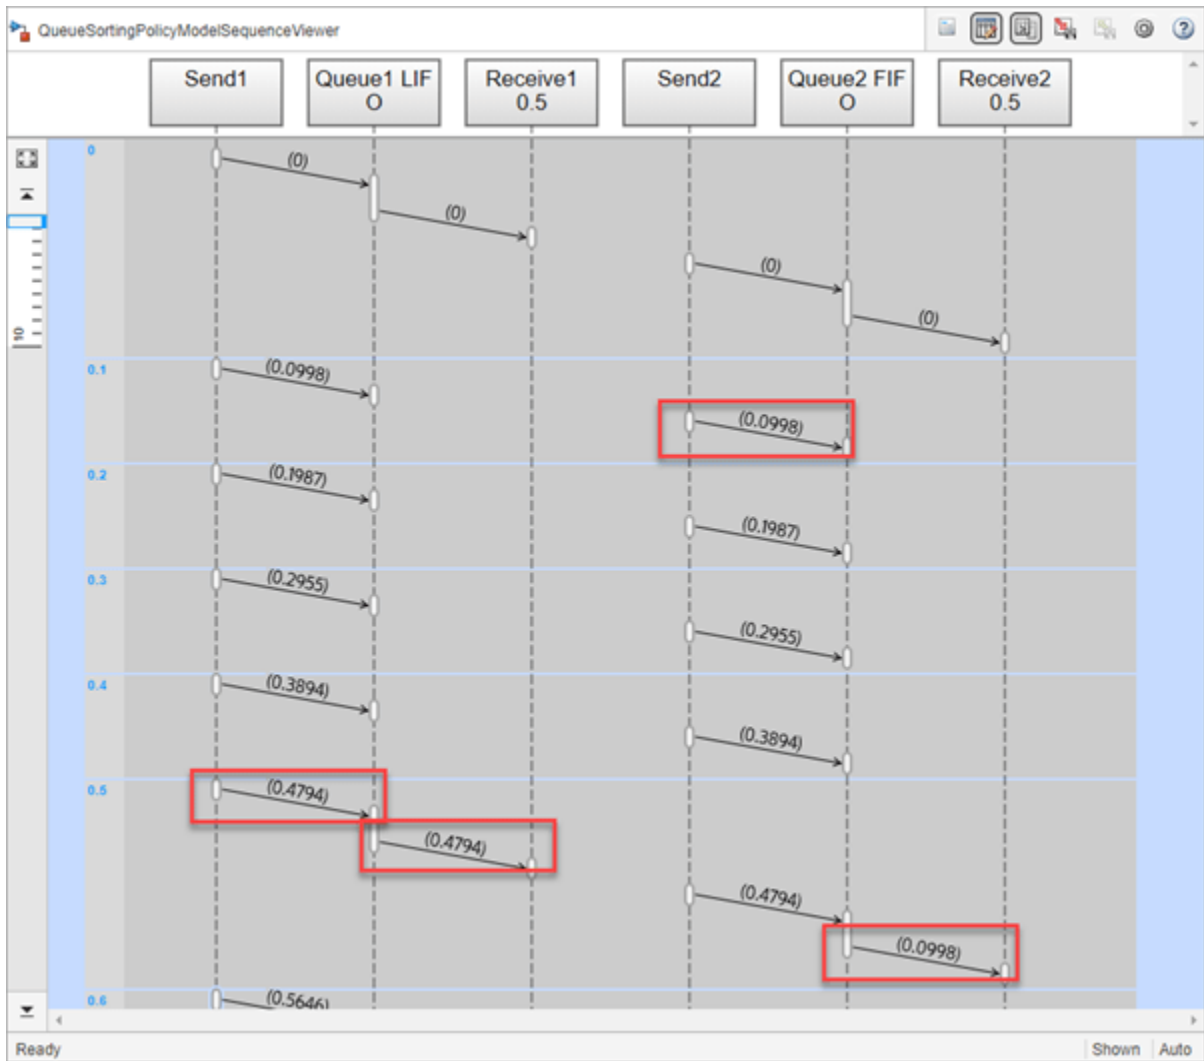 QueueSortingPolicyModelSequenceViewer
Send1
Queue1 LIF
O
Receive1
0.5
Send2
Queue2 FIF
O
Receive2
0.5
0
(0)
(0)
(0)
(0)
0.1
(0.0998)
(0.0998)
0.2
(0.1987)
(0.1987)
0.3
(0.2955)
(0.2955)
0.4
(0.3894)
(0.3894)
0.5
(0.4794)
(0.4794)
(0.4794)
(0.0998)
0.6
(0.5646)
10
Ready
Shown
Auto